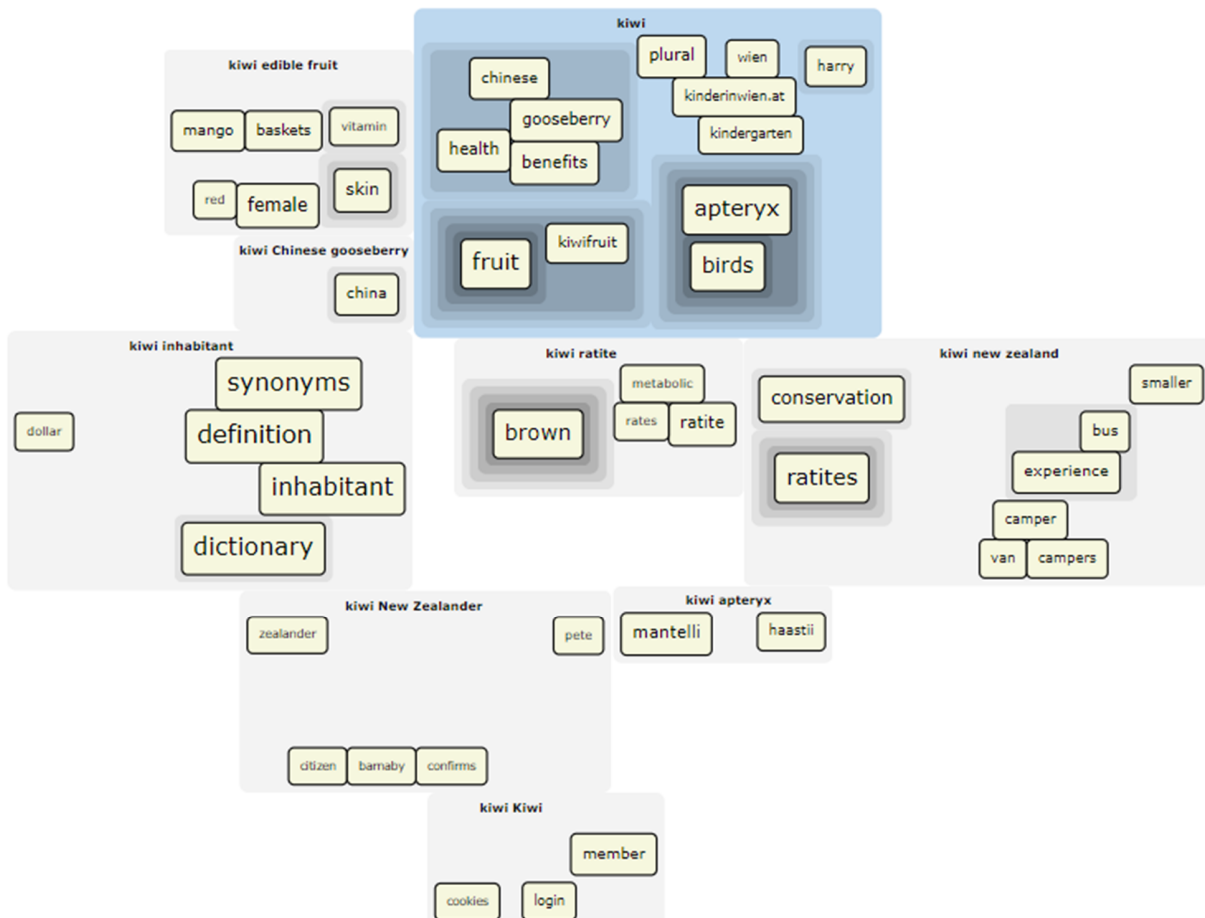 kiwi
plural
wien
harry
chinese
kinderinwien.at
gooseberry
kindergarten
health
benefits
apteryx
kiwifruit
fruit
birds
kiwi edible fruit
mango
baskets
vitamin
red
female
skin
kiwi Chinese gooseberry
china
kiwi inhabitant
synonyms
dollar
definition
inhabitant
dictionary
kiwi ratite
metabolic
brown
rates
ratite
kiwi new zealand
smaller
conservation
bus
experience
ratites
camper
van
campers
kiwi New Zealander
zealander
pete
citizen
barnaby
confirms
kiwi apteryx
mantelli
haastii
kiwi Kiwi
member
cookies
login